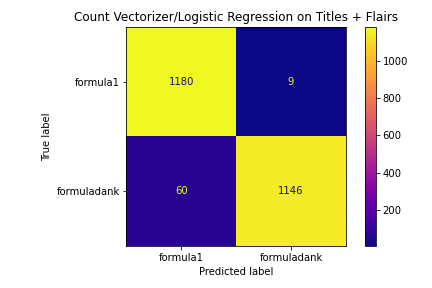 Count Vectorizer/Logistic Regression on Titles + Flairs
formula1
1180
9
formuladank
60
1146
True label
formula1
formuladank
Predicted label
1000
800
600
400
200